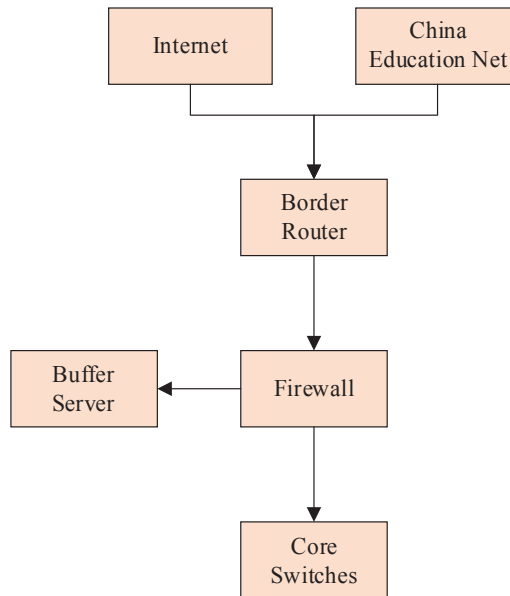 Internet
China
Education Net
Border
Router
Buffer
Server
Firewall
Core
Switches